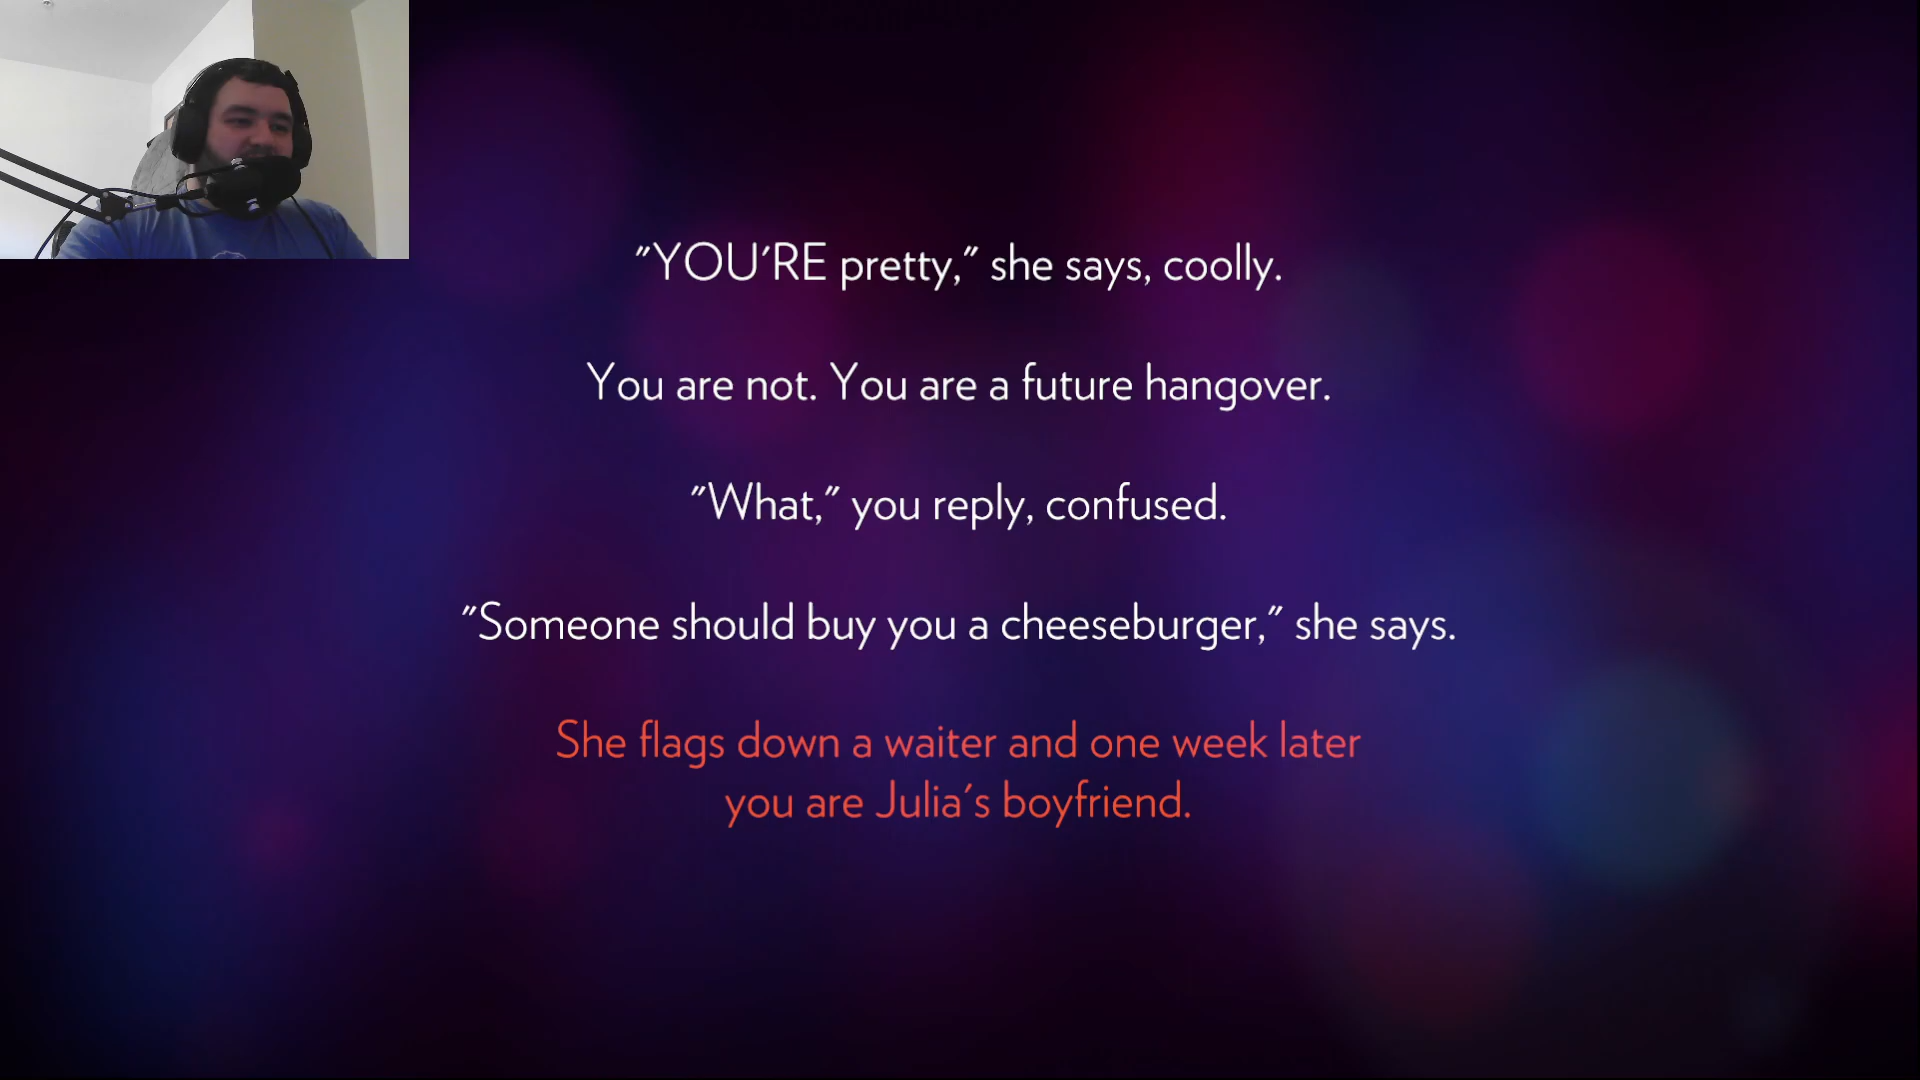 "YOU'RE pretty," she says, coolly.
You are not. You are a future hangover.
"What," you reply, confused.
"Someone should buy you a cheeseburger," she says.
She flags down a waiter and one week later
you are Julia's boyfriend.